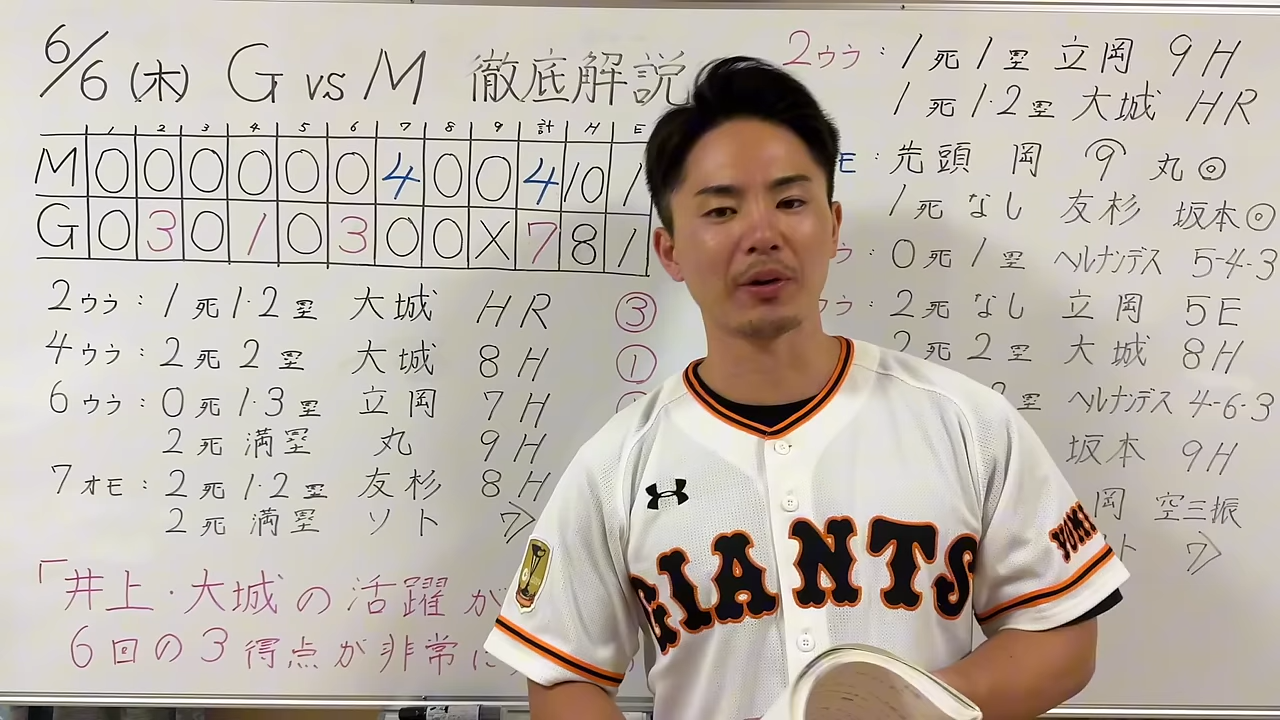 6/6(木) G vs M 徹底解説
1 2 3 4 5 6 7 8 9 計 H E
M 0 0 0 0 0 0 4 0 0 4 10 1
G 0 3 0 1 0 3 0 0 X 7 8 1
2ウラ:1死1・2塁 大城 HR ③
4ウラ:2死2塁 大城 8H ①
6ウラ:0死1・3塁 立岡 7H
2死満塁 丸 9H
7オモ:2死1・2塁 友杉 8H
2死満塁 ソト 7>
「井上・大城の活躍が
6回の3得点が非常に
2ウラ:1死1塁 立岡 9H
1死1・2塁 大城 HR
モ:先頭 岡 ⑨ 丸◎
1死なし 友杉 坂本◎
ラ:0死1塁 ヘルナンデス 5-4-3
ウラ:2死なし 立岡 5E
2死2塁 大城 8H
塁 ヘルナンデス 4-6-3
坂本 9H
岡 空三振
ト 7>
GIANTS
YOMI